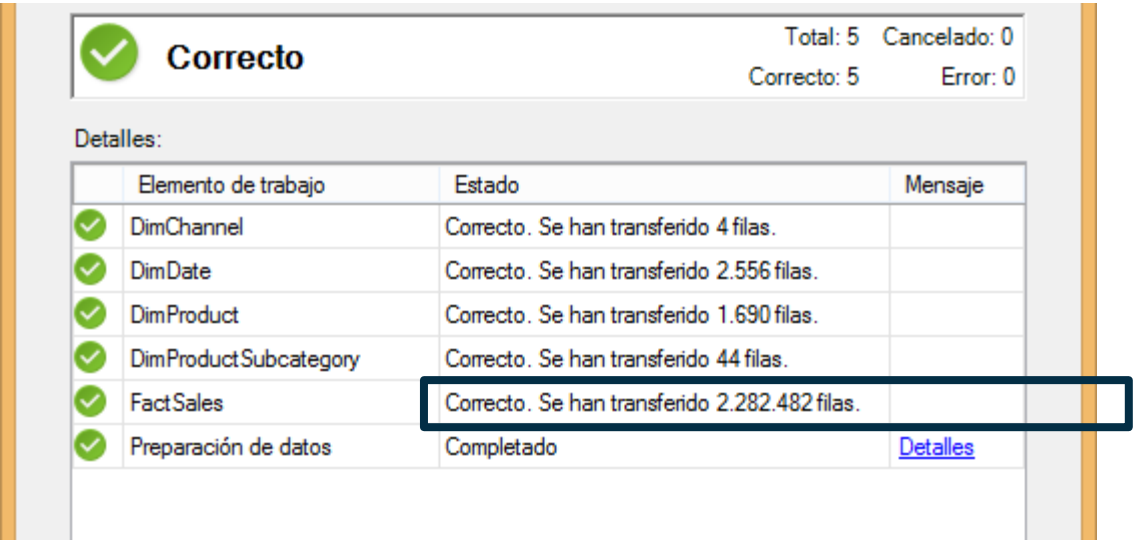 Correcto
Total: 5 Cancelado: 0
Correcto: 5 Error: 0
Detalles:
Elemento de trabajo Estado Mensaje
DimChannel Correcto. Se han transferido 4 filas.
DimDate Correcto. Se han transferido 2.556 filas.
DimProduct Correcto. Se han transferido 1.690 filas.
DimProductSubcategory Correcto. Se han transferido 44 filas.
FactSales Correcto. Se han transferido 2.282.482 filas.
Preparación de datos Completado Detalles